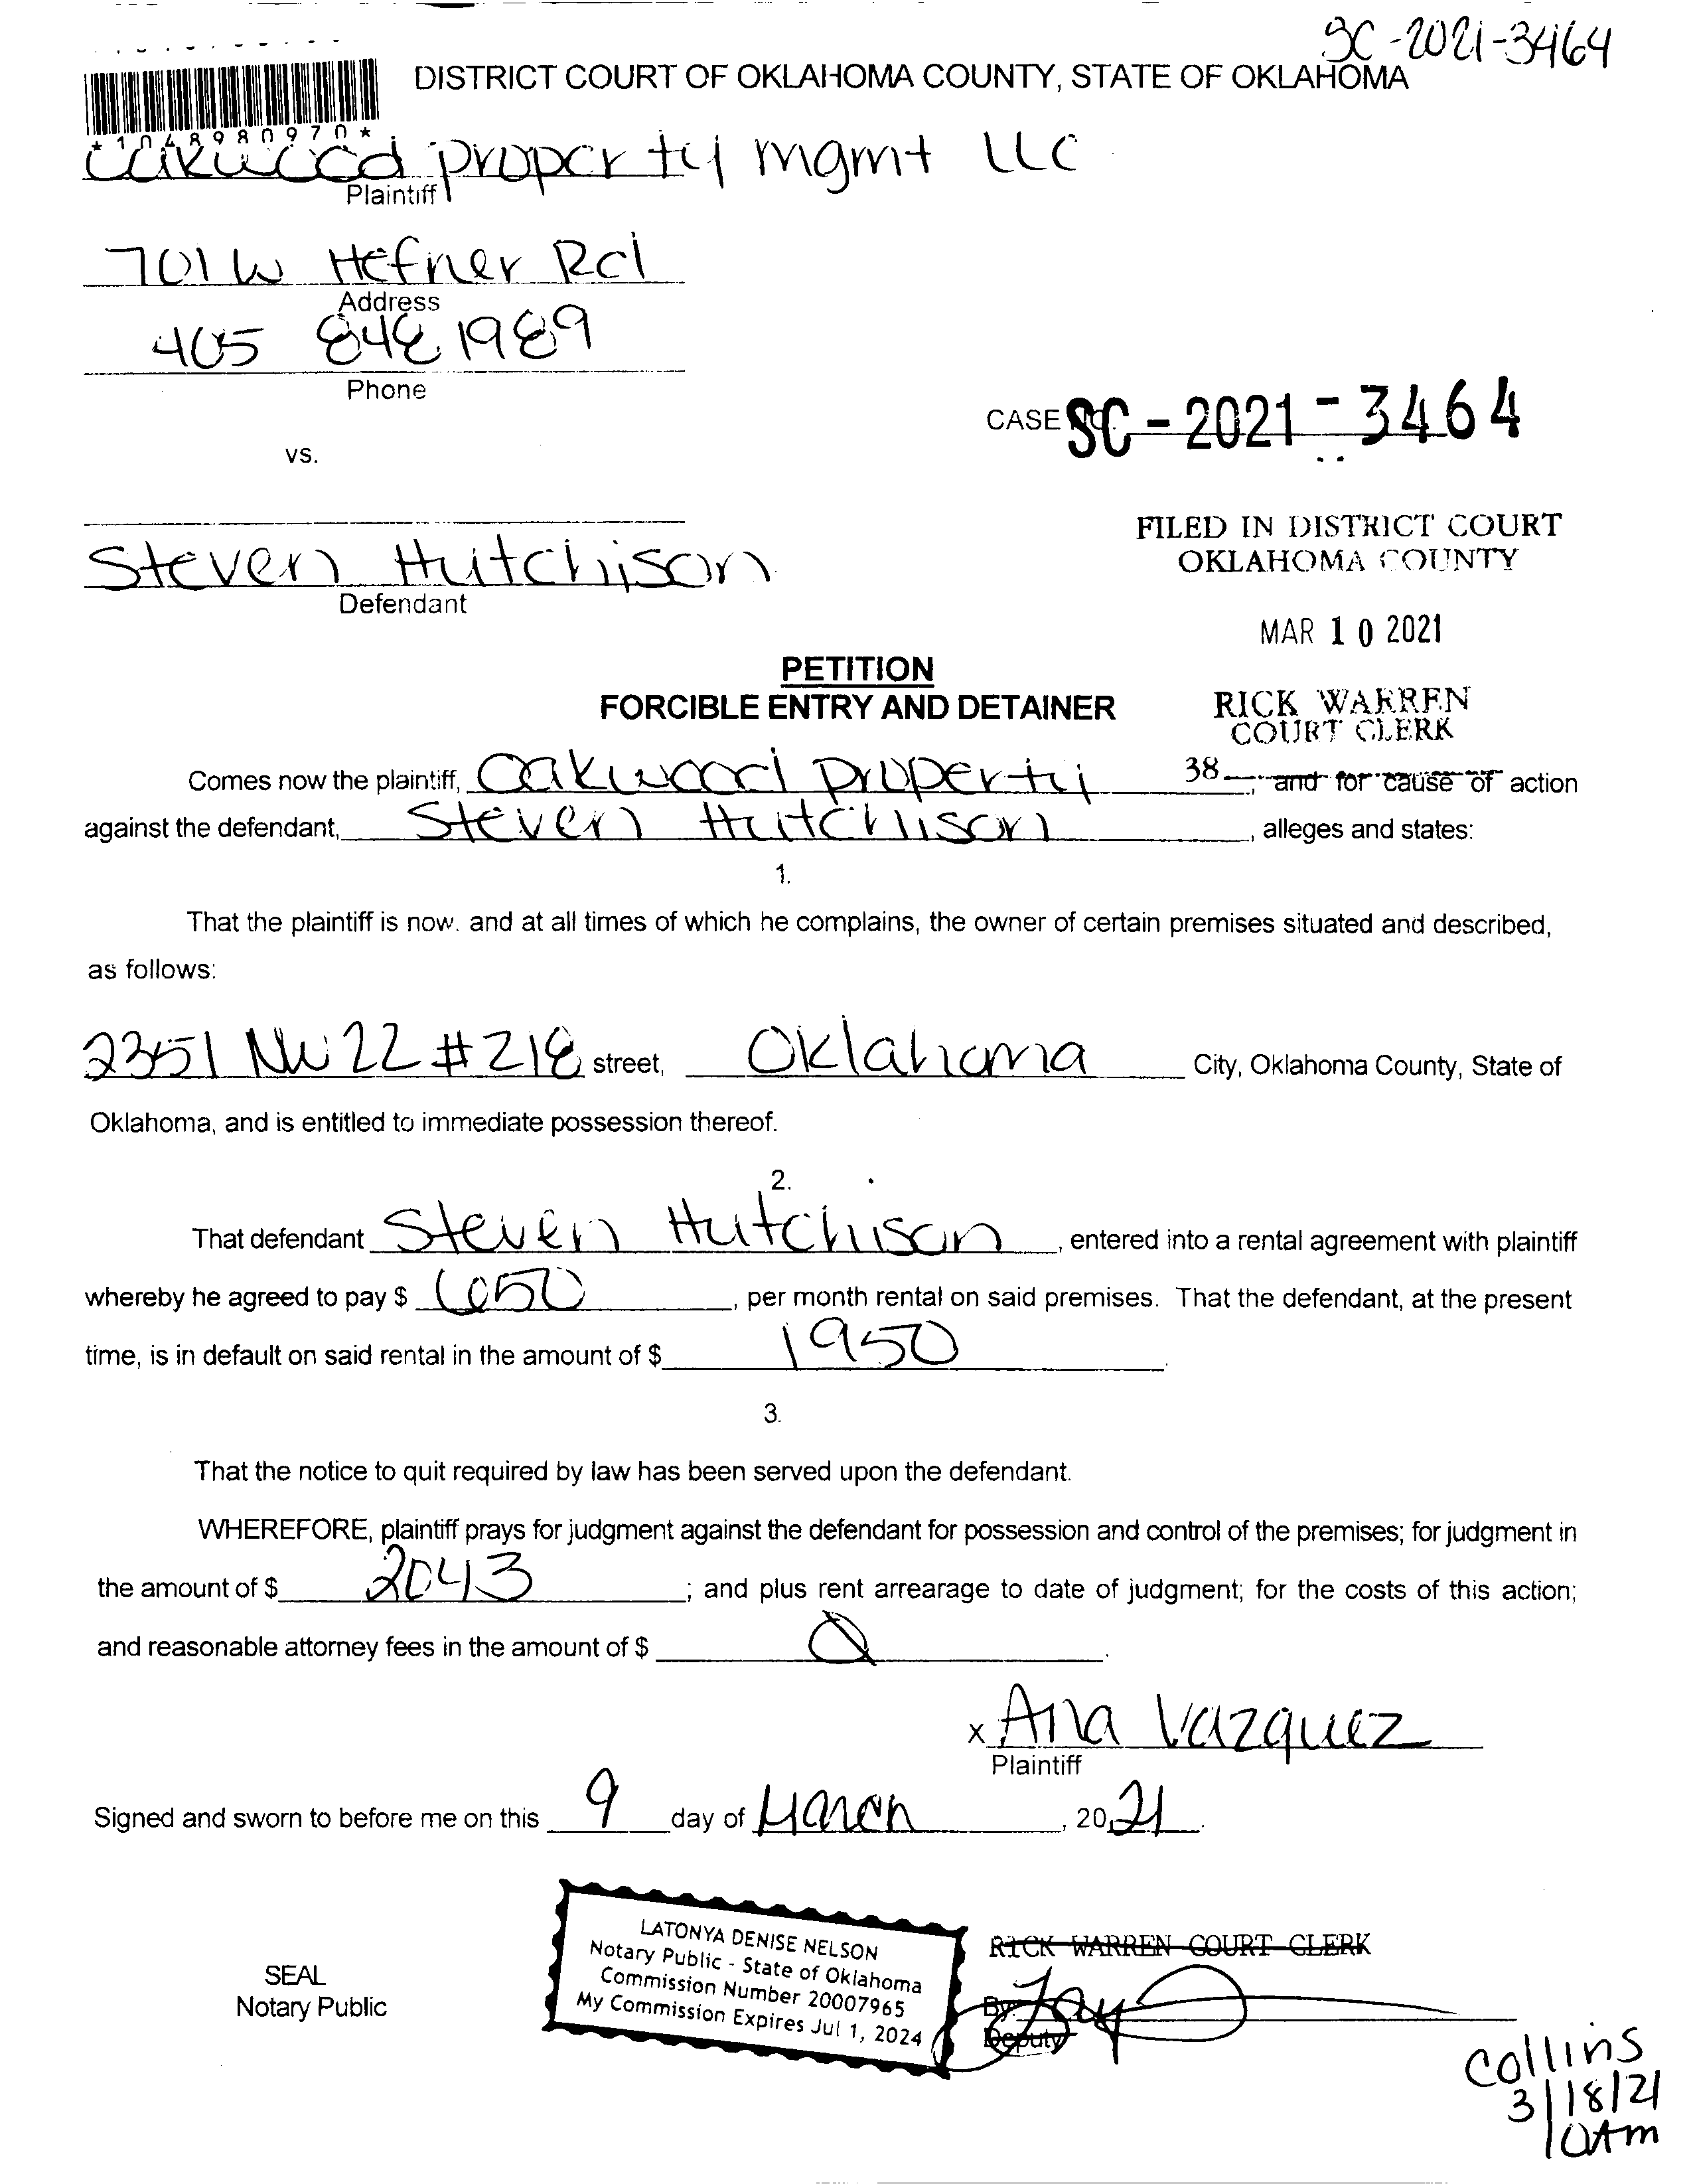 SC-2021-3464
DISTRICT COURT OF OKLAHOMA COUNTY, STATE OF OKLAHOMA
*1048980970*
Oakwood property mgmt LLC
Plaintiff
701 W Hefner Rd
Address
405 848 1989
Phone
CASE NO. SC-2021-3464
vs.
FILED IN DISTRICT COURT
OKLAHOMA COUNTY
Steven Hutchison
Defendant
MAR 10 2021
PETITION
FORCIBLE ENTRY AND DETAINER
RICK WARREN
COURT CLERK
38
Comes now the plaintiff, Oakwood property, and for cause of action
against the defendant, Steven Hutchison, alleges and states:
1.
That the plaintiff is now, and at all times of which he complains, the owner of certain premises situated and described,
as follows:
2351 NW 22 #218 street, Oklahoma City, Oklahoma County, State of
Oklahoma, and is entitled to immediate possession thereof.
2.
That defendant Steven Hutchison, entered into a rental agreement with plaintiff
whereby he agreed to pay $ 650, per month rental on said premises. That the defendant, at the present
time, is in default on said rental in the amount of $ 1950.
3.
That the notice to quit required by law has been served upon the defendant.
WHEREFORE, plaintiff prays for judgment against the defendant for possession and control of the premises; for judgment in
the amount of $ 2043; and plus rent arrearage to date of judgment; for the costs of this action;
and reasonable attorney fees in the amount of $ 0.
x Ana Vazquez
Plaintiff
Signed and sworn to before me on this 9 day of March, 2021.
LATONYA DENISE NELSON
Notary Public - State of Oklahoma
Commission Number 20007965
My Commission Expires Jul 1, 2024
SEAL
Notary Public
RICK WARREN COURT CLERK
By:
Deputy
Collins
3/18/21
10Am